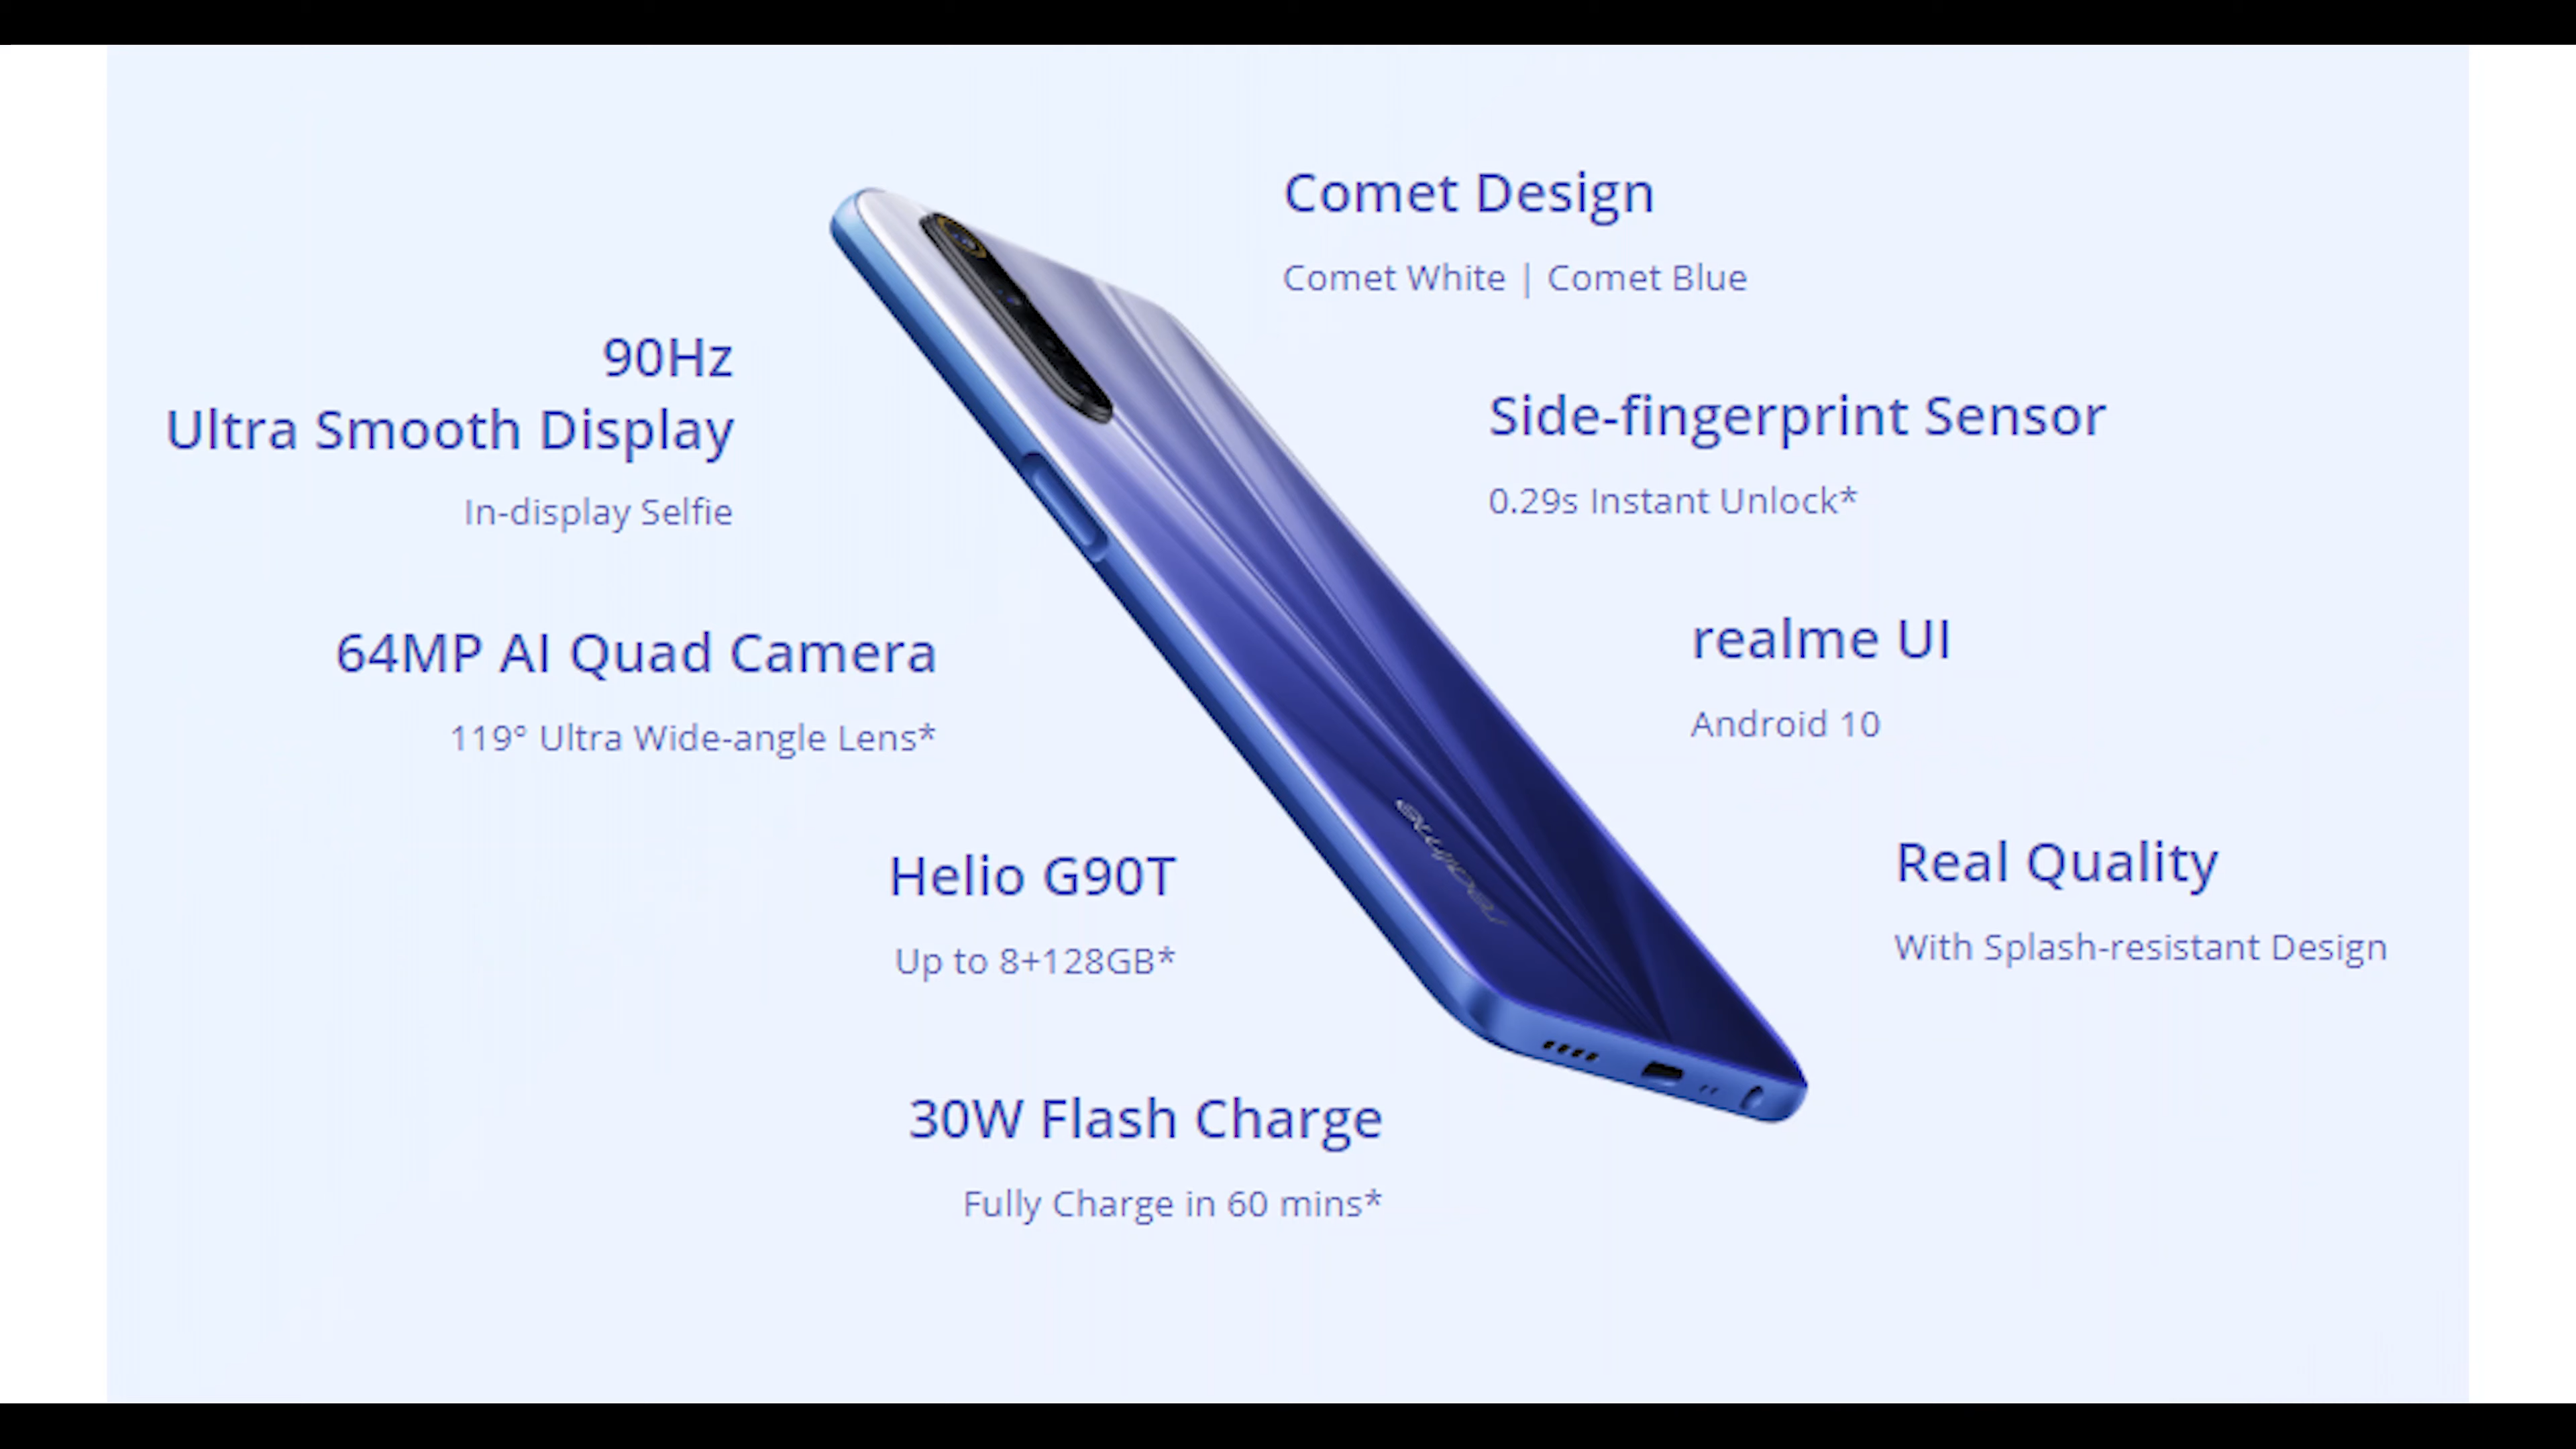 Comet Design
Comet White | Comet Blue
90Hz
Ultra Smooth Display
In-display Selfie
Side-fingerprint Sensor
0.29s Instant Unlock*
64MP AI Quad Camera
119° Ultra Wide-angle Lens*
realme UI
Android 10
Helio G90T
Up to 8+128GB*
realme
Real Quality
With Splash-resistant Design
30W Flash Charge
Fully Charge in 60 mins*